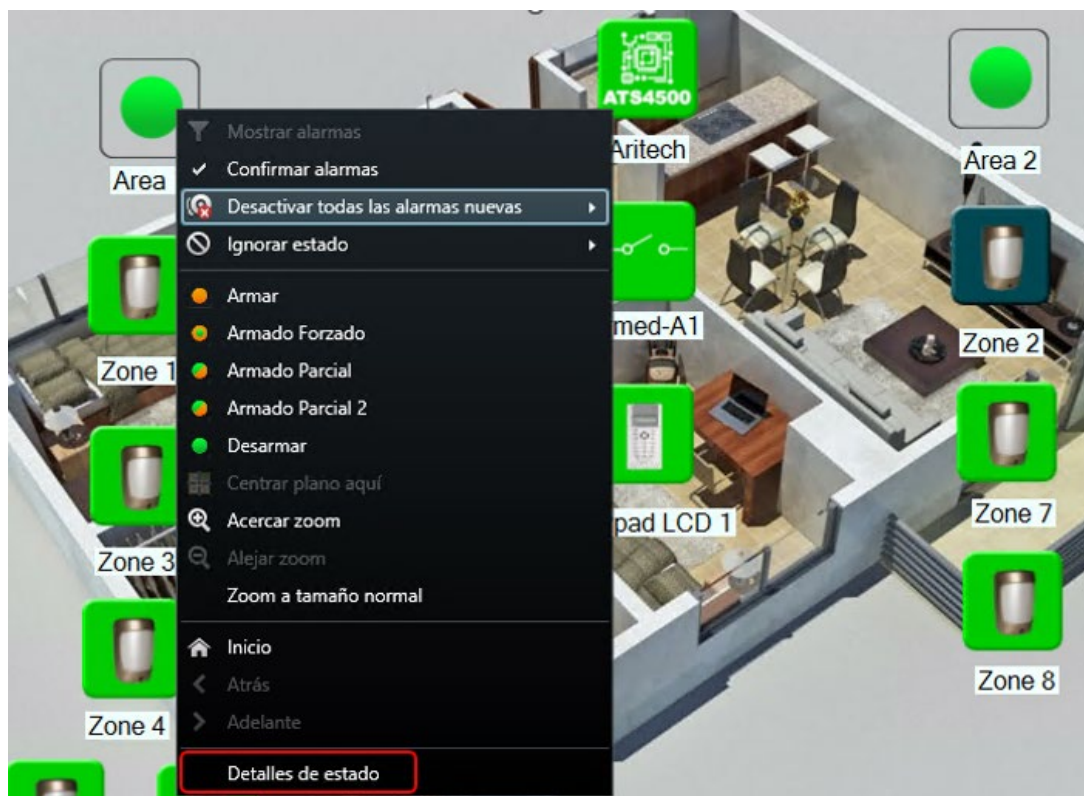 ATS4500
Aritech
Area
Area 2
Mostrar alarmas
Confirmar alarmas
Desactivar todas las alarmas nuevas
Ignorar estado
Armar
Armado Forzado
Armado Parcial
Armado Parcial 2
Desarmar
Centrar plano aquí
Acercar zoom
Alejar zoom
Zoom a tamaño normal
Inicio
Atrás
Adelante
Detalles de estado
Zone 1
med-A1
Zone 2
Zone 3
pad LCD 1
Zone 7
Zone 4
Zone 8